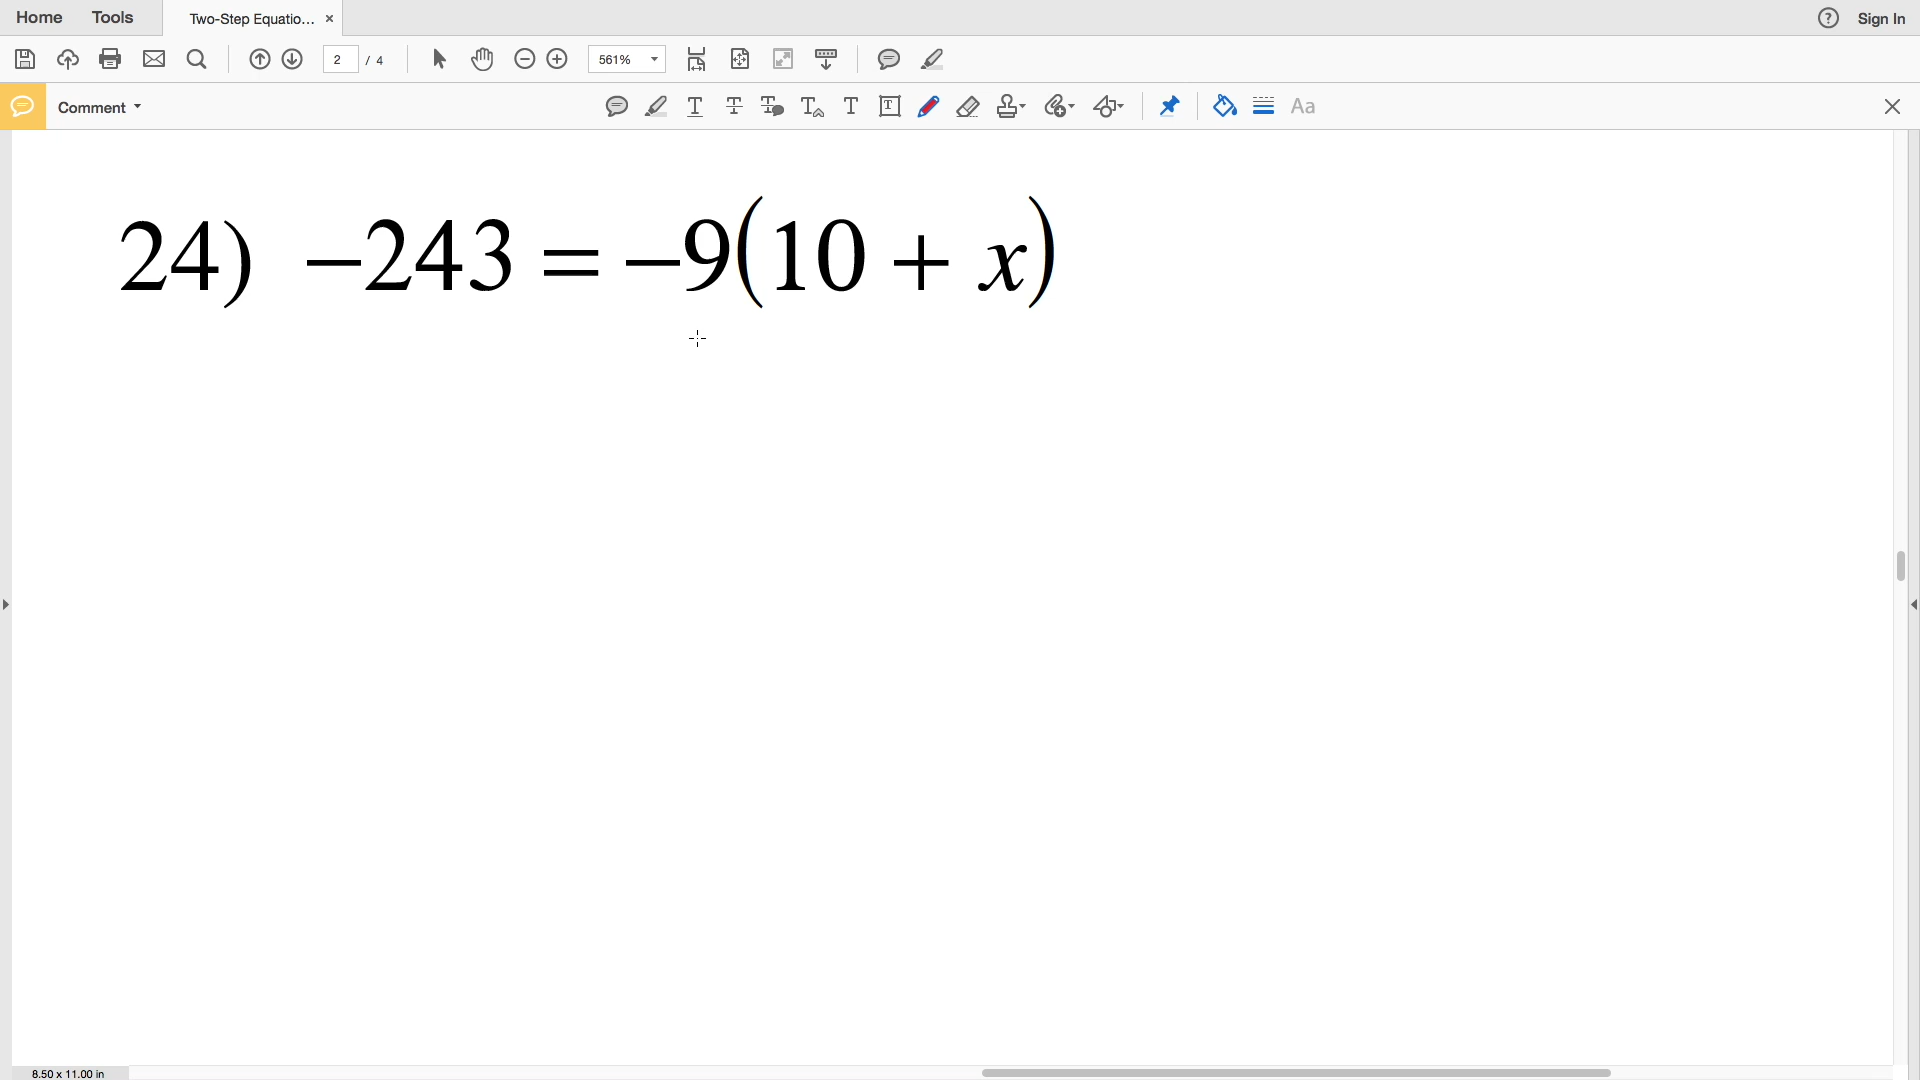 Home Tools Two-Step Equatio... × ? Sign In
2 / 4 561%
Comment T T T T T T Aa
24) −243 = −9(10 + x)
8.50 x 11.00 in